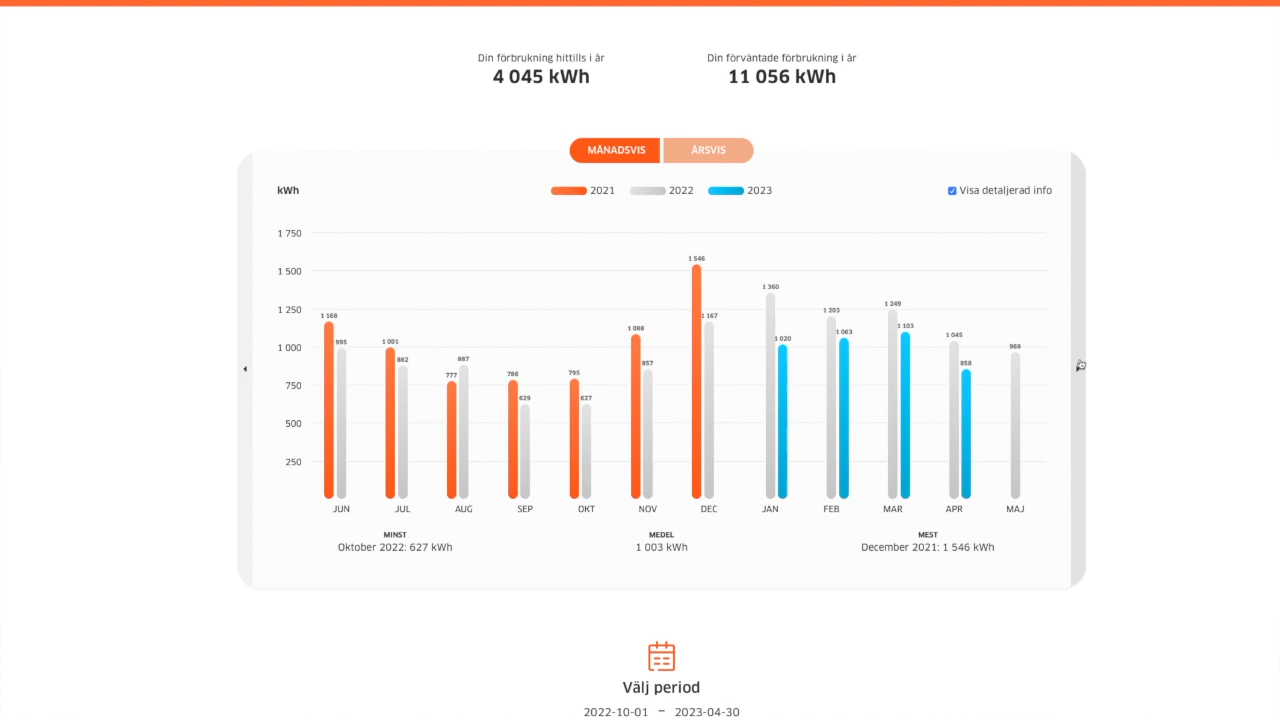 Din förbrukning hittills i år
4 045 kWh
Din förväntade förbrukning i år
11 056 kWh
MÅNADSVIS
ÅRSVIS
kWh
2021
2022
2023
Visa detaljerad info
1 750
1 500
1 250
1 000
750
500
250
1 168
995
1 001
882
777
887
786
629
795
627
1 088
857
1 546
1 167
1 360
1 020
1 203
1 063
1 249
1 103
1 045
858
968
JUN
JUL
AUG
SEP
OKT
NOV
DEC
JAN
FEB
MAR
APR
MAJ
MINST
Oktober 2022: 627 kWh
MEDEL
1 003 kWh
MEST
December 2021: 1 546 kWh
Välj period
2022-10-01 – 2023-04-30